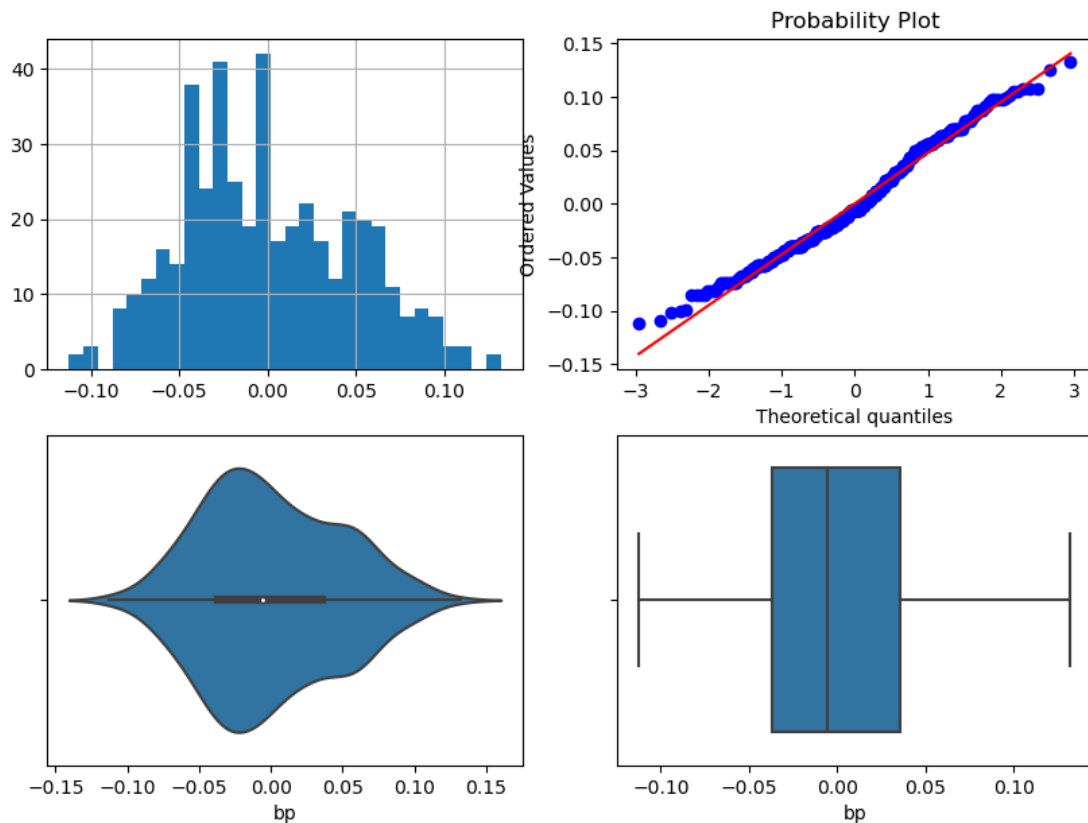 Probability Plot
40
30
20
10
0
−0.10 −0.05 0.00 0.05 0.10
Ordered Values
0.15
0.10
0.05
0.00
−0.05
−0.10
−0.15
−3 −2 −1 0 1 2 3
Theoretical quantiles
−0.15 −0.10 −0.05 0.00 0.05 0.10 0.15
bp
−0.10 −0.05 0.00 0.05 0.10
bp